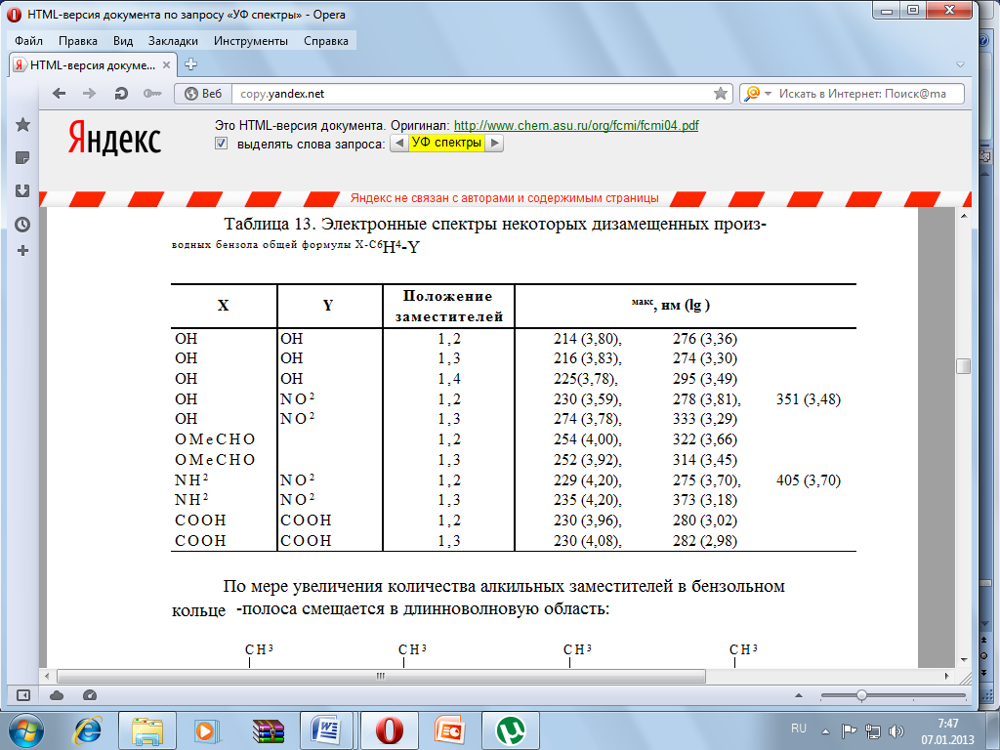 HTML-версия документа по запросу «УФ спектры» - Opera
Файл Правка Вид Закладки Инструменты Справка
HTML-версия докуме...
Веб copy.yandex.net Искать в Интернет: Поиск@ma
Яндекс
Это HTML-версия документа. Оригинал: http://www.chem.asu.ru/org/fcmi/fcmi04.pdf
выделять слова запроса: УФ спектры
Яндекс не связан с авторами и содержимым страницы
Таблица 13. Электронные спектры некоторых дизамещенных произ-
водных бензола общей формулы X-C6H4-Y
X Y Положение заместителей макс, нм (lg )
OH OH 1,2 214 (3,80), 276 (3,36)
OH OH 1,3 216 (3,83), 274 (3,30)
OH OH 1,4 225(3,78), 295 (3,49)
OH NO2 1,2 230 (3,59), 278 (3,81), 351 (3,48)
OH NO2 1,3 274 (3,78), 333 (3,29)
OMeCHO 1,2 254 (4,00), 322 (3,66)
OMeCHO 1,3 252 (3,92), 314 (3,45)
NH2 NO2 1,2 229 (4,20), 275 (3,70), 405 (3,70)
NH2 NO2 1,3 235 (4,20), 373 (3,18)
COOH COOH 1,2 230 (3,96), 280 (3,02)
COOH COOH 1,3 230 (4,08), 282 (2,98)
По мере увеличения количества алкильных заместителей в бензольном
кольце -полоса смещается в длинноволновую область:
CH3 CH3 CH3 CH3
RU 7:47
07.01.2013